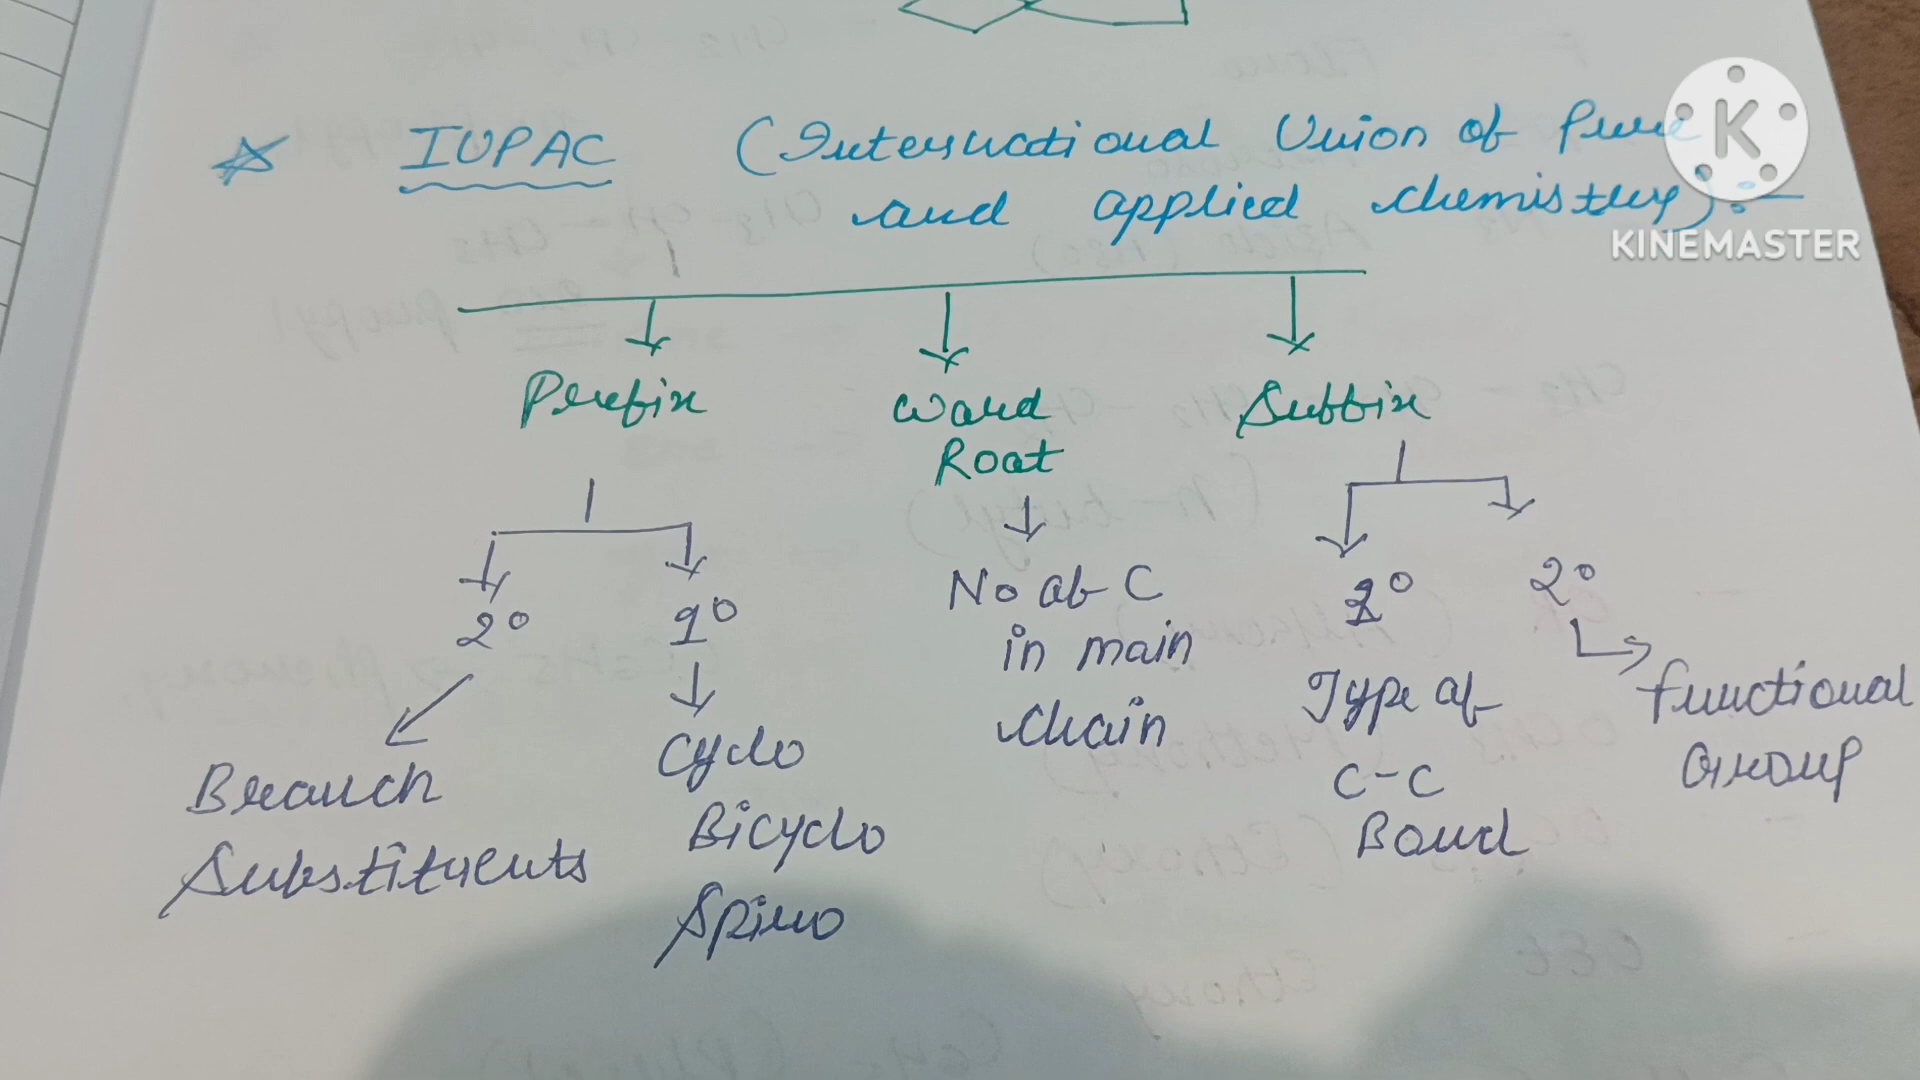 IUPAC (International Union of Pure
and applied chemistry):-
KINEMASTER
Prefix
Word
Root
Suffix
2°
1°
No of C
in main
chain
1°
2°
Branch
Substituents
Cyclo
Bicyclo
Spiro
Type of
C-C
Bond
functional
Group